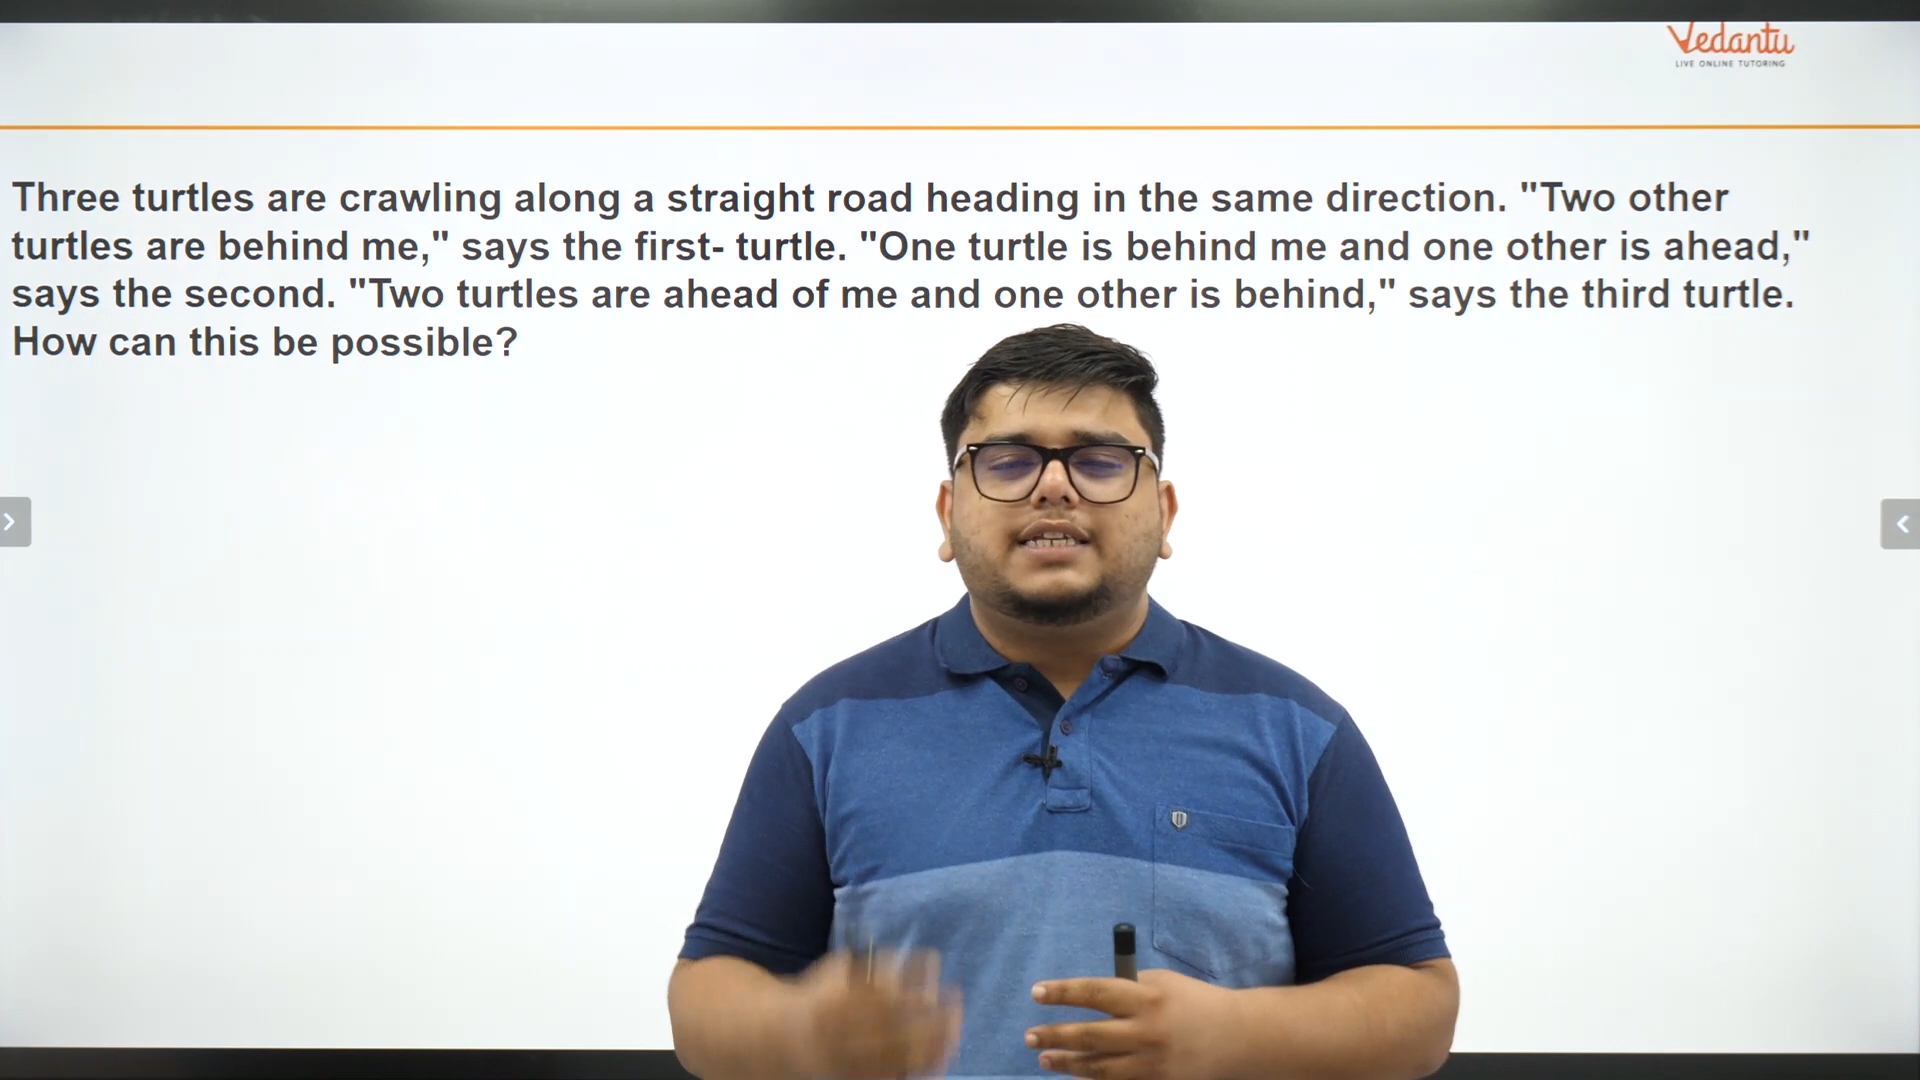 Vedantu
LIVE ONLINE TUTORING
Three turtles are crawling along a straight road heading in the same direction. "Two other
turtles are behind me," says the first- turtle. "One turtle is behind me and one other is ahead,"
says the second. "Two turtles are ahead of me and one other is behind," says the third turtle.
How can this be possible?